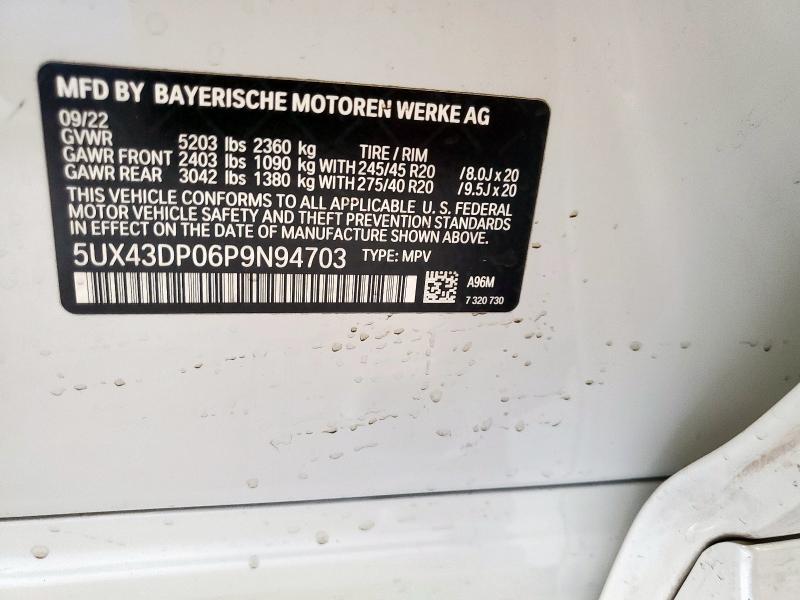 MFD BY BAYERISCHE MOTOREN WERKE AG
09/22
GVWR 5203 lbs 2360 kg TIRE / RIM
GAWR FRONT 2403 lbs 1090 kg WITH 245/45 R20 /8.0J x 20
GAWR REAR 3042 lbs 1380 kg WITH 275/40 R20 /9.5J x 20
THIS VEHICLE CONFORMS TO ALL APPLICABLE U. S. FEDERAL
MOTOR VEHICLE SAFETY AND THEFT PREVENTION STANDARDS
IN EFFECT ON THE DATE OF MANUFACTURE SHOWN ABOVE.
5UX43DP06P9N94703 TYPE: MPV
A96M
7 320 730